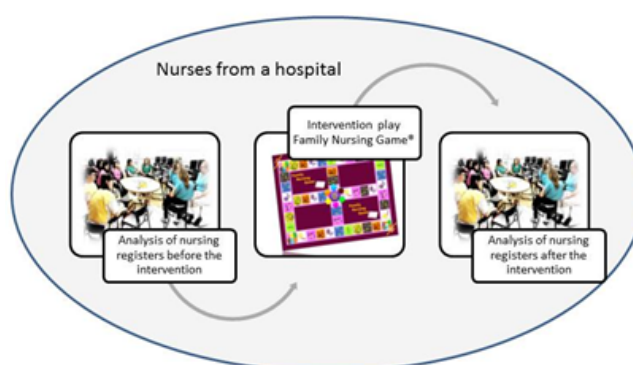 Nurses from a hospital
Intervention play
Family Nursing Game®
Analysis of nursing
registers before the
intervention
Analysis of nursing
registers after the
intervention